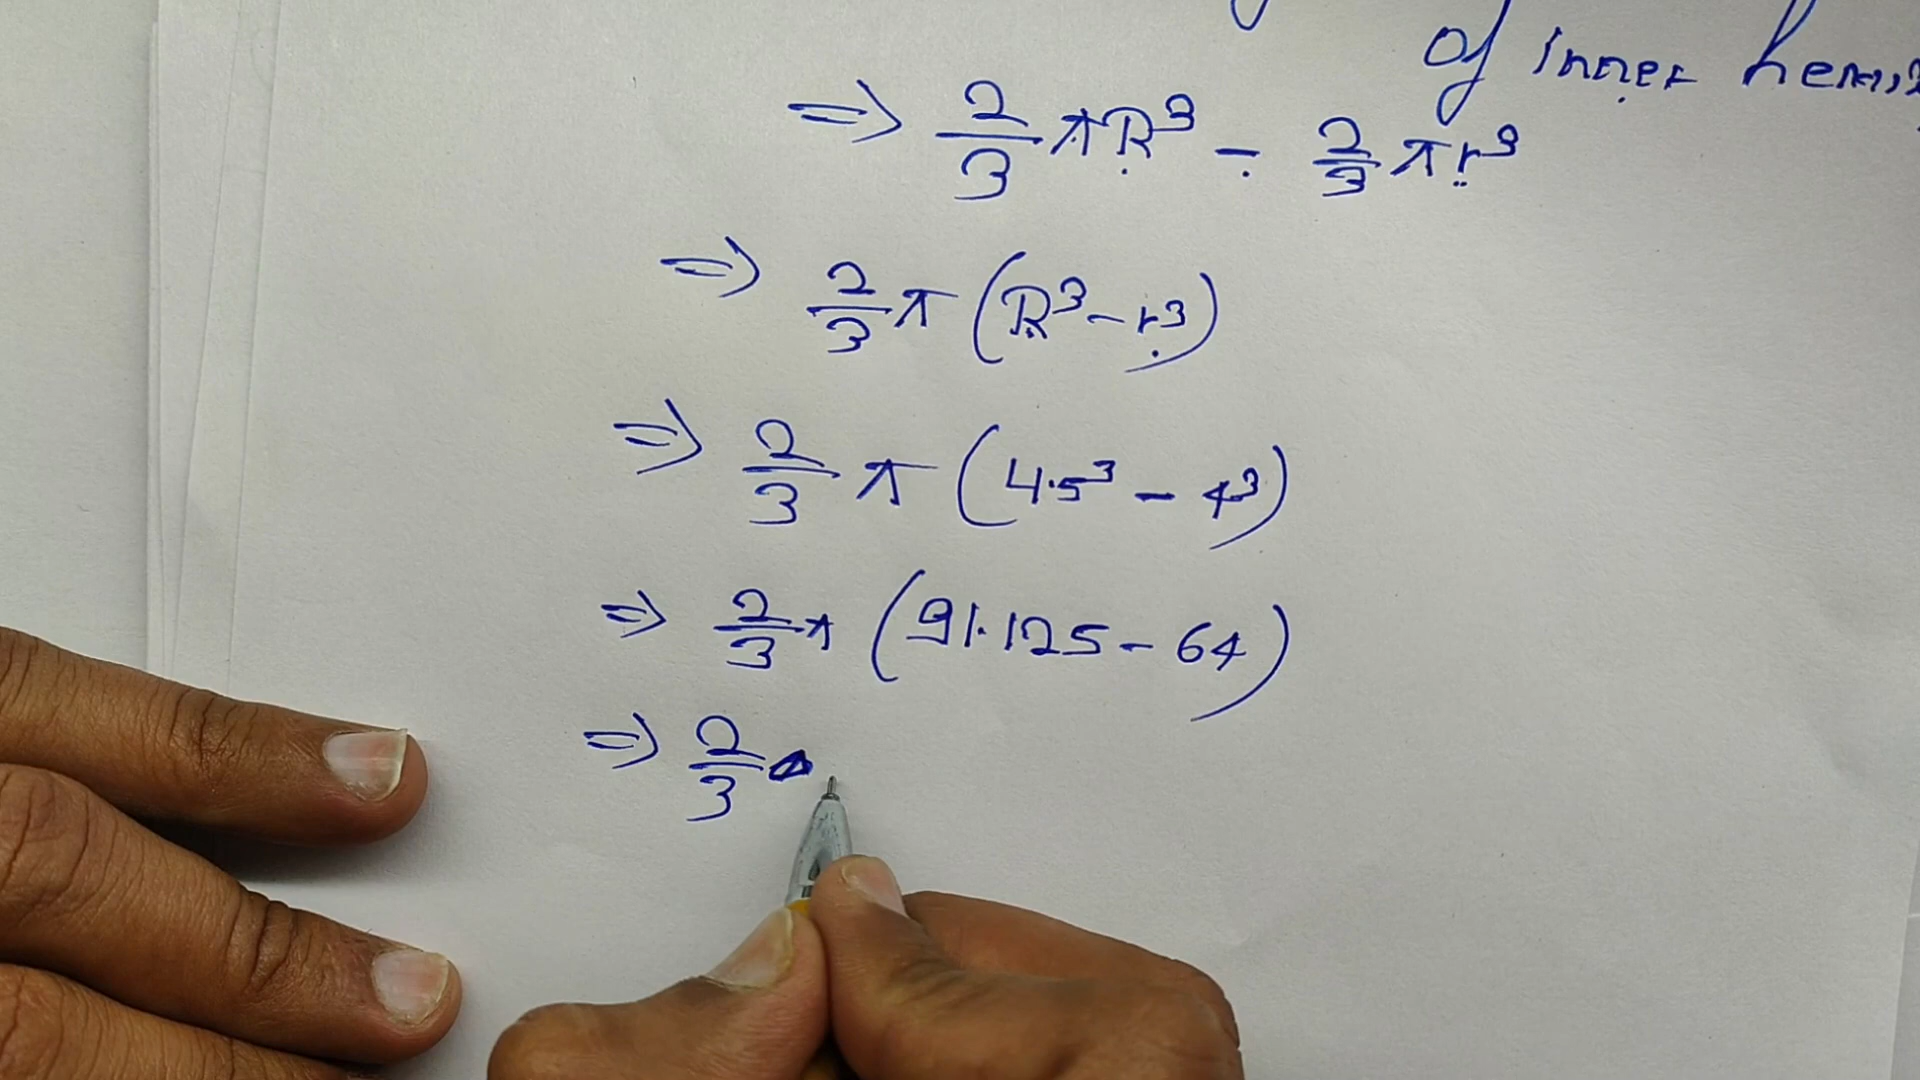 of inner
⇒ 2/3 πR³ - 2/3 πr³
⇒ 2/3 π (R³ - r³)
⇒ 2/3 π (4.5³ - 4³)
⇒ 2/3 π (91.125 - 64)
⇒ 2/3